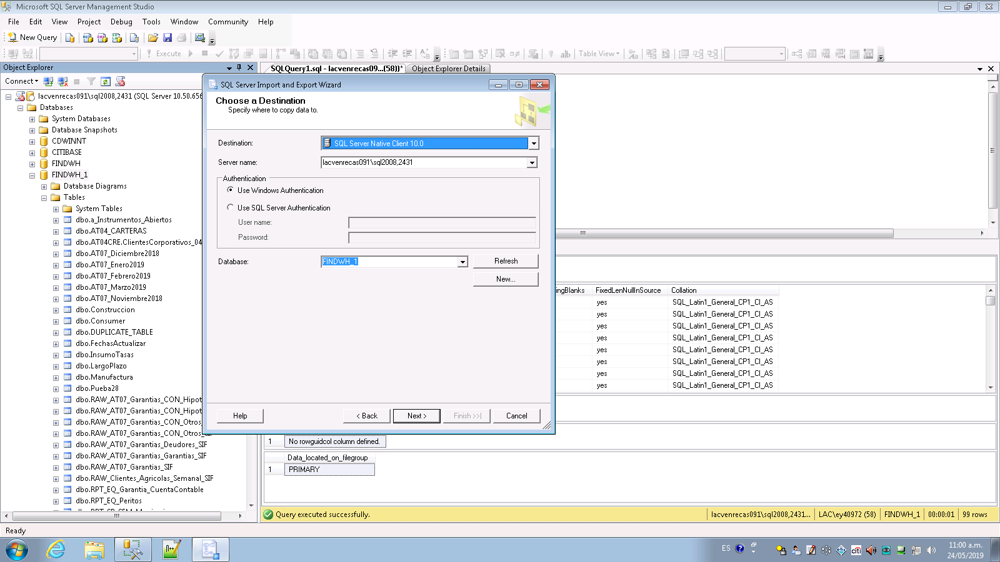 Microsoft SQL Server Management Studio
File Edit View Project Debug Tools Window Community Help
New Query
Execute
Table View
Object Explorer
SQLQuery1.sql - lacvenrecas09...(58))*
Object Explorer Details
Connect
lacvenrecas091\sql2008,2431 (SQL Server 10.50.656
Databases
System Databases
Database Snapshots
CDWINNT
CITIBASE
FINDWH
FINDWH_1
Database Diagrams
Tables
System Tables
dbo.a_Instrumentos_Abiertos
dbo.AT04_CARTERAS
dbo.AT04CRE.ClientesCorporativos_04
dbo.AT07_Diciembre2018
dbo.AT07_Enero2019
dbo.AT07_Febrero2019
dbo.AT07_Marzo2019
dbo.AT07_Noviembre2018
dbo.Construccion
dbo.Consumer
dbo.DUPLICATE_TABLE
dbo.FechasActualizar
dbo.InsumoTasas
dbo.LargoPlazo
dbo.Manufactura
dbo.Pueba28
dbo.RAW_AT07_Garantias_CON_Hipot
dbo.RAW_AT07_Garantias_CON_Hipot
dbo.RAW_AT07_Garantias_CON_Otros
dbo.RAW_AT07_Garantias_CON_Otros_SIF
dbo.RAW_AT07_Garantias_Deudores_SIF
dbo.RAW_AT07_Garantias_Garantias_SIF
dbo.RAW_AT07_Garantias_SIF
dbo.RAW_Clientes_Agricolas_Semanal_SIF
dbo.RPT_EQ_Garantia_CuentaContable
dbo.RPT_EQ_Peritos
SQL Server Import and Export Wizard
Choose a Destination
Specify where to copy data to.
Destination: SQL Server Native Client 10.0
Server name: lacvenrecas091\sql2008,2431
Authentication
Use Windows Authentication
Use SQL Server Authentication
User name:
Password:
Database: FINDWH_1 Refresh
New...
Help < Back Next > Finish >>| Cancel
ingBlanks FixedLenNullInSource Collation
yes SQL_Latin1_General_CP1_CI_AS
yes SQL_Latin1_General_CP1_CI_AS
yes SQL_Latin1_General_CP1_CI_AS
yes SQL_Latin1_General_CP1_CI_AS
yes SQL_Latin1_General_CP1_CI_AS
yes SQL_Latin1_General_CP1_CI_AS
yes SQL_Latin1_General_CP1_CI_AS
yes SQL_Latin1_General_CP1_CI_AS
1 No rowguidcol column defined.
Data_located_on_filegroup
1 PRIMARY
Query executed successfully.
lacvenrecas091\sql2008,2431... LAC\ey40972 (58) FINDWH_1 00:00:01 99 rows
Ready
ES
citi
11:00 a.m.
24/05/2019